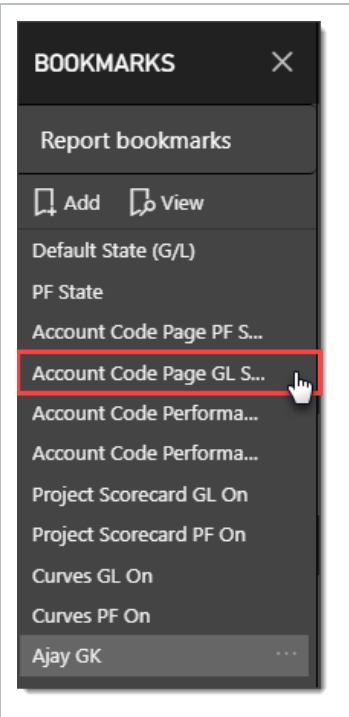 BOOKMARKS
Report bookmarks
Add View
Default State (G/L)
PF State
Account Code Page PF S...
Account Code Page GL S...
Account Code Performa...
Account Code Performa...
Project Scorecard GL On
Project Scorecard PF On
Curves GL On
Curves PF On
Ajay GK ...